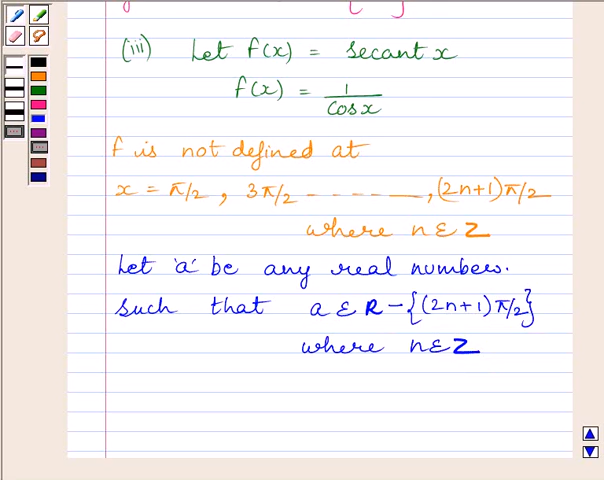 (iii) Let f(x) = secant x
f(x) = 1/cosx
f is not defined at
x = π/2 , 3π/2 - - - - - —, (2n+1)π/2
where n ε Z
Let 'a' be any real numbers.
such that a ε R - {(2n+1)π/2}
where n ε Z